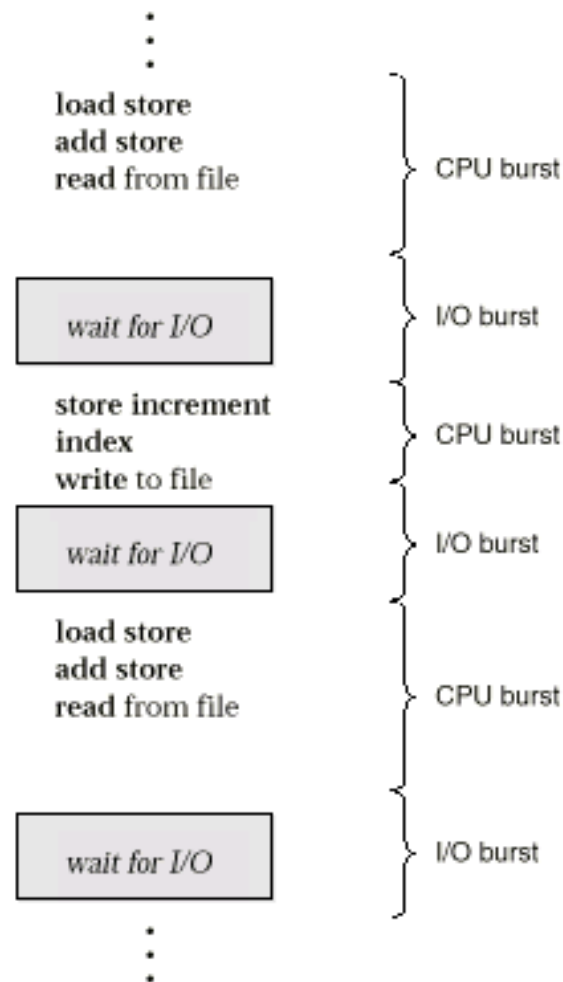 load store
add store
read from file
CPU burst
wait for I/O
I/O burst
store increment
index
write to file
CPU burst
wait for I/O
I/O burst
load store
add store
read from file
CPU burst
wait for I/O
I/O burst